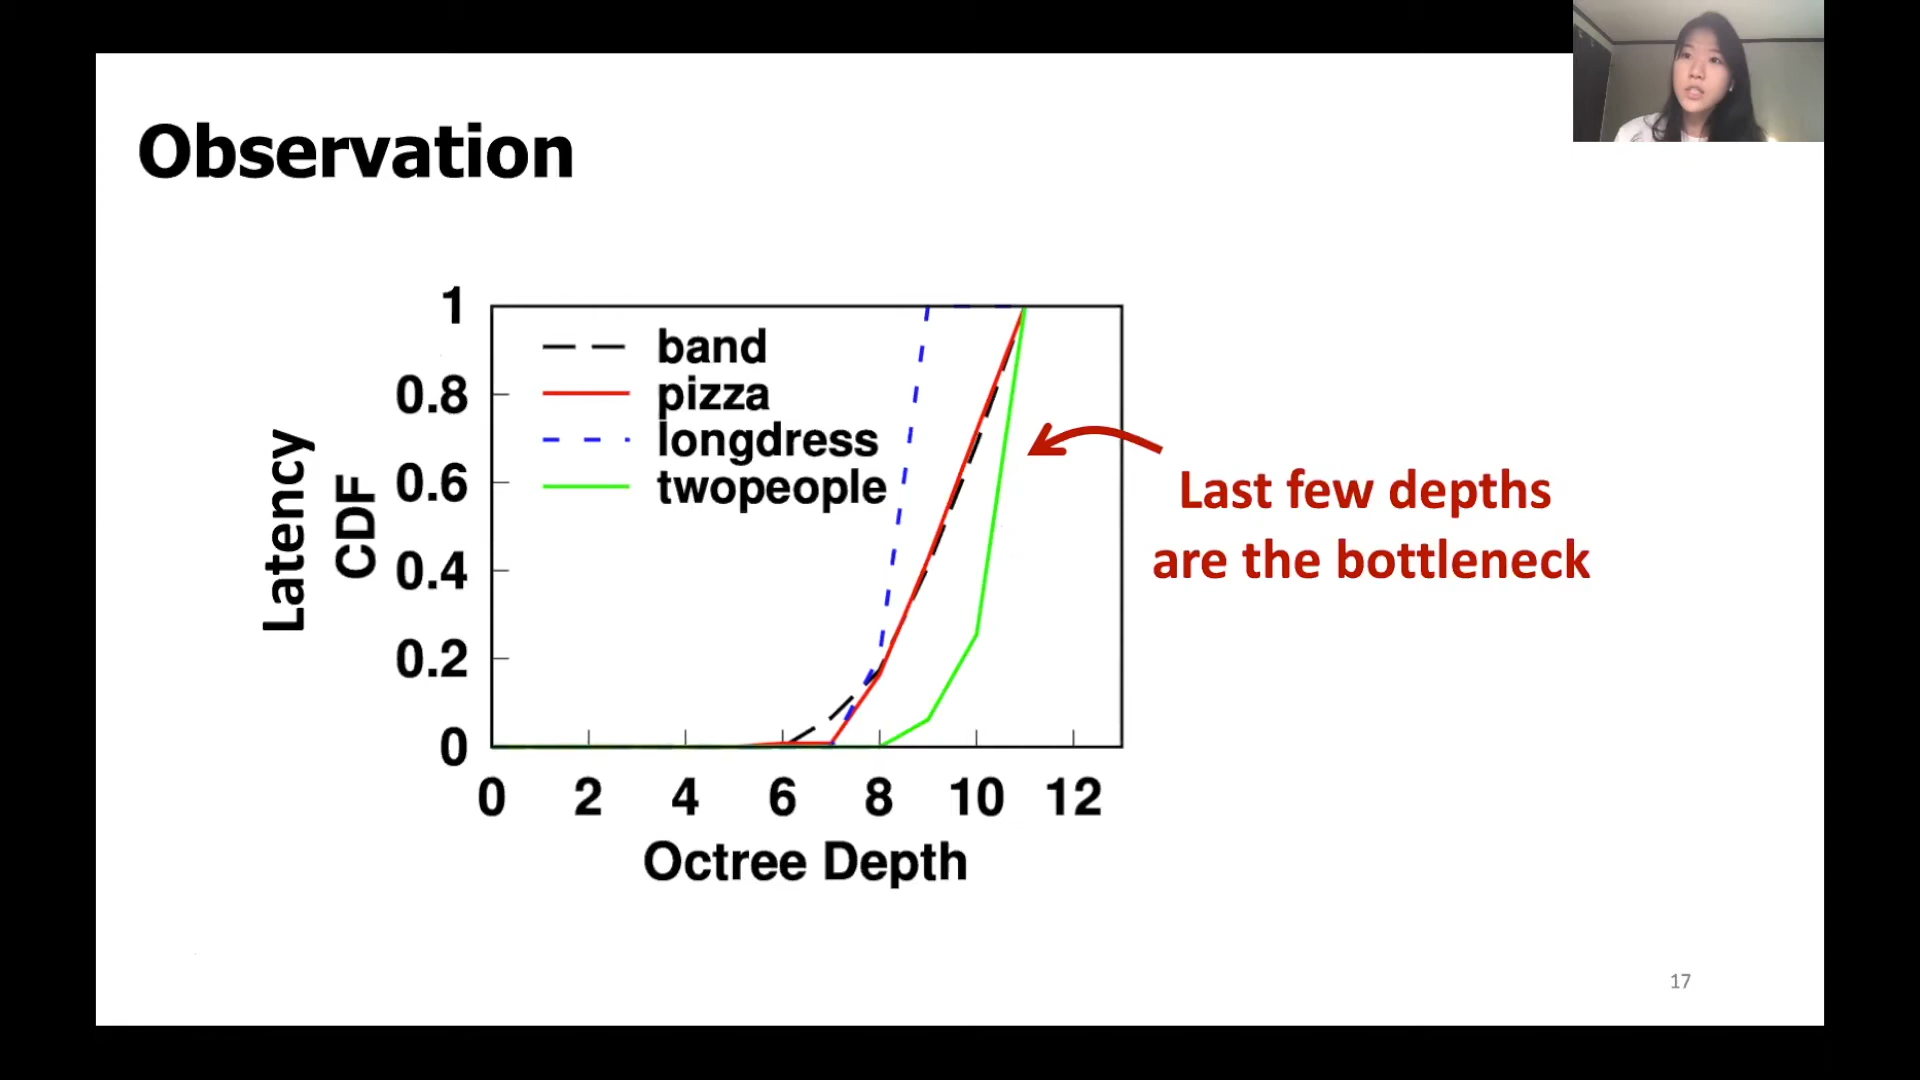 Observation
1
0.8
0.6
0.4
0.2
0
Latency
CDF
band
pizza
longdress
twopeople
0 2 4 6 8 10 12
Octree Depth
Last few depths
are the bottleneck
17